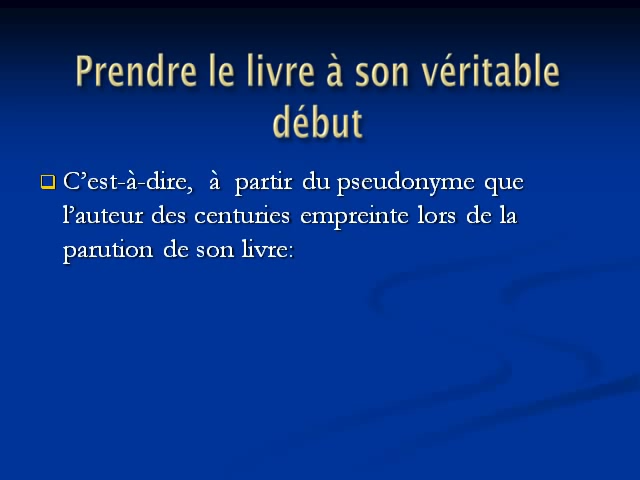 Prendre le livre à son véritable
début
C’est-à-dire, à partir du pseudonyme que
l’auteur des centuries empreinte lors de la
parution de son livre: